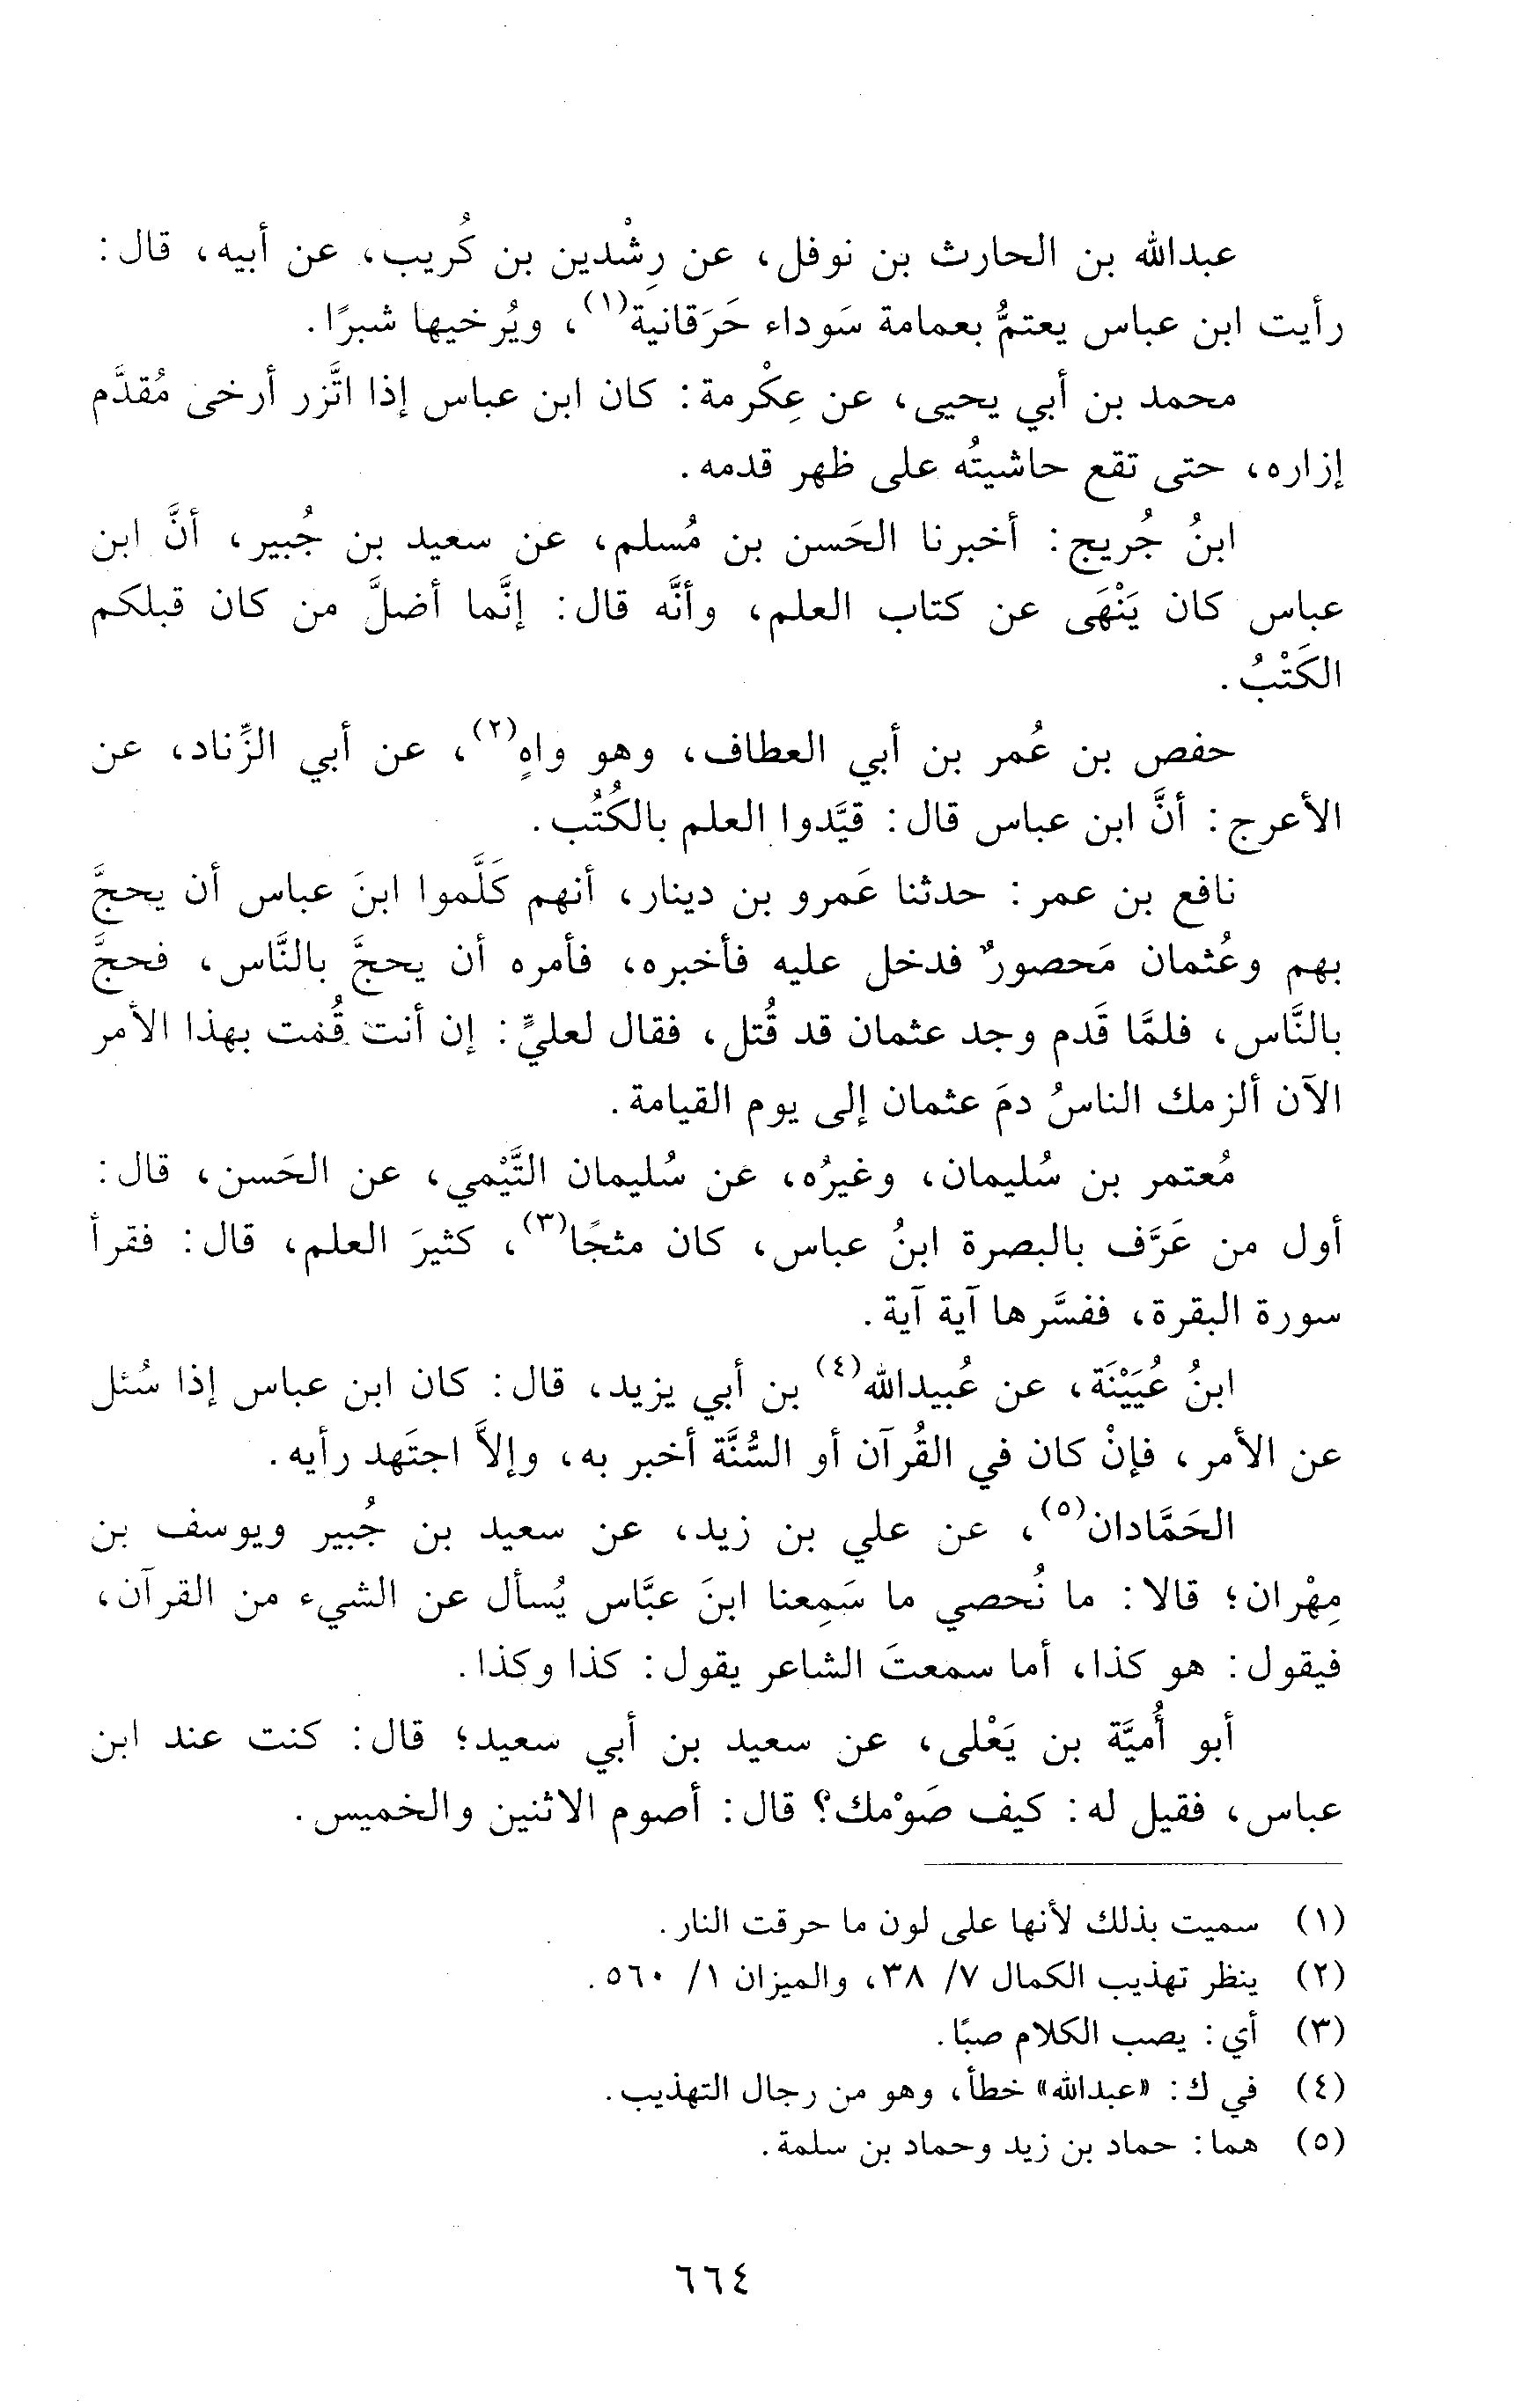 عبدالله بن الحارث بن نوفل، عن رِشْدين بن كُريب، عن أبيه، قال:
رأيت ابن عباس يعتمُّ بعمامة سَوداء حَرَقانية(١)، ويُرخيها شبرًا.
محمد بن أبي يحيى، عن عِكْرمة: كان ابن عباس إذا اتَّزر أرخى مُقدَّم
إزاره، حتى تقع حاشيتُه على ظهر قدمه.
ابنُ جُريج: أخبرنا الحَسن بن مُسلم، عن سعيد بن جُبير، أنَّ ابن
عباس كان يَنْهَى عن كتاب العلم، وأنَّه قال: إنَّما أضلَّ من كان قبلكم
الكَتْبُ.
حفص بن عُمر بن أبي العطاف، وهو واهٍ(٢)، عن أبي الزِّناد، عن
الأعرج: أنَّ ابن عباس قال: قيَّدوا العلم بالكُتُب.
نافع بن عمر: حدثنا عَمرو بن دينار، أنهم كَلَّموا ابنَ عباس أن يحجَّ
بهم وعُثمان مَحصورٌ فدخل عليه فأخبره، فأمره أن يحجَّ بالنَّاس، فحجَّ
بالنَّاس، فلمَّا قَدم وجد عثمان قد قُتل، فقال لعليٍّ: إن أنت قُمت بهذا الأمر
الآن ألزمك الناسُ دمَ عثمان إلى يوم القيامة.
مُعتمر بن سُليمان، وغيرُه، عن سُليمان التَّيْمي، عن الحَسن، قال:
أول من عَرَّف بالبصرة ابنُ عباس، كان مثجًا(٣)، كثيرَ العلم، قال: فقرأ
سورة البقرة، ففسَّرها آية آية.
ابنُ عُيَيْنَة، عن عُبيدالله(٤) بن أبي يزيد، قال: كان ابن عباس إذا سُئل
عن الأمر، فإنْ كان في القُرآن أو السُّنَّة أخبر به، وإلاَّ اجتَهد رأيه.
الحَمَّادان(٥)، عن علي بن زيد، عن سعيد بن جُبير ويوسف بن
مِهْران؛ قالا: ما نُحصي ما سَمِعنا ابنَ عبَّاس يُسأل عن الشيء من القرآن،
فيقول: هو كذا، أما سمعتَ الشاعر يقول: كذا وكذا.
أبو أُميَّة بن يَعْلى، عن سعيد بن أبي سعيد؛ قال: كنت عند ابن
عباس، فقيل له: كيف صَوْمك؟ قال: أصوم الاثنين والخميس.
(١) سميت بذلك لأنها على لون ما حرقت النار.
(٢) ينظر تهذيب الكمال ٧/ ٣٨، والميزان ١/ ٥٦٠.
(٣) أي: يصب الكلام صبًا.
(٤) في ك: «عبدالله» خطأ، وهو من رجال التهذيب.
(٥) هما: حماد بن زيد وحماد بن سلمة.
٦٦٤